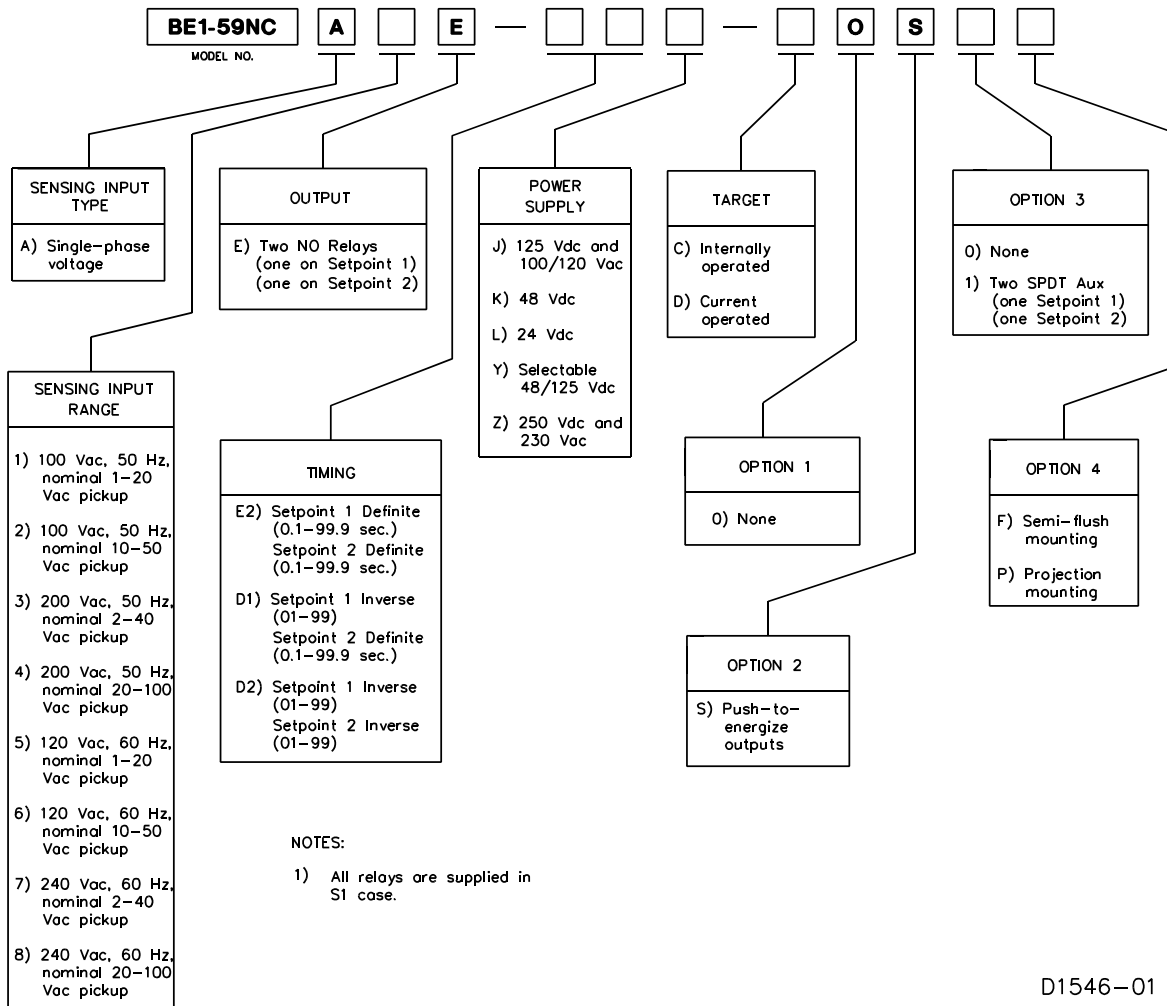 BE1-59NC A E — — O S
MODEL NO.
SENSING INPUT
TYPE
A) Single-phase
voltage
OUTPUT
E) Two NO Relays
(one on Setpoint 1)
(one on Setpoint 2)
POWER
SUPPLY
J) 125 Vdc and
100/120 Vac
K) 48 Vdc
L) 24 Vdc
Y) Selectable
48/125 Vdc
Z) 250 Vdc and
230 Vac
TARGET
C) Internally
operated
D) Current
operated
OPTION 3
0) None
1) Two SPDT Aux
(one Setpoint 1)
(one Setpoint 2)
SENSING INPUT
RANGE
1) 100 Vac, 50 Hz,
nominal 1-20
Vac pickup
2) 100 Vac, 50 Hz,
nominal 10-50
Vac pickup
3) 200 Vac, 50 Hz,
nominal 2-40
Vac pickup
4) 200 Vac, 50 Hz,
nominal 20-100
Vac pickup
5) 120 Vac, 60 Hz,
nominal 1-20
Vac pickup
6) 120 Vac, 60 Hz,
nominal 10-50
Vac pickup
7) 240 Vac, 60 Hz,
nominal 2-40
Vac pickup
8) 240 Vac, 60 Hz,
nominal 20-100
Vac pickup
TIMING
E2) Setpoint 1 Definite
(0.1-99.9 sec.)
Setpoint 2 Definite
(0.1-99.9 sec.)
D1) Setpoint 1 Inverse
(01-99)
Setpoint 2 Definite
(0.1-99.9 sec.)
D2) Setpoint 1 Inverse
(01-99)
Setpoint 2 Inverse
(01-99)
OPTION 1
0) None
OPTION 4
F) Semi-flush
mounting
P) Projection
mounting
OPTION 2
S) Push-to-
energize
outputs
NOTES:
1) All relays are supplied in
S1 case.
D1546-01